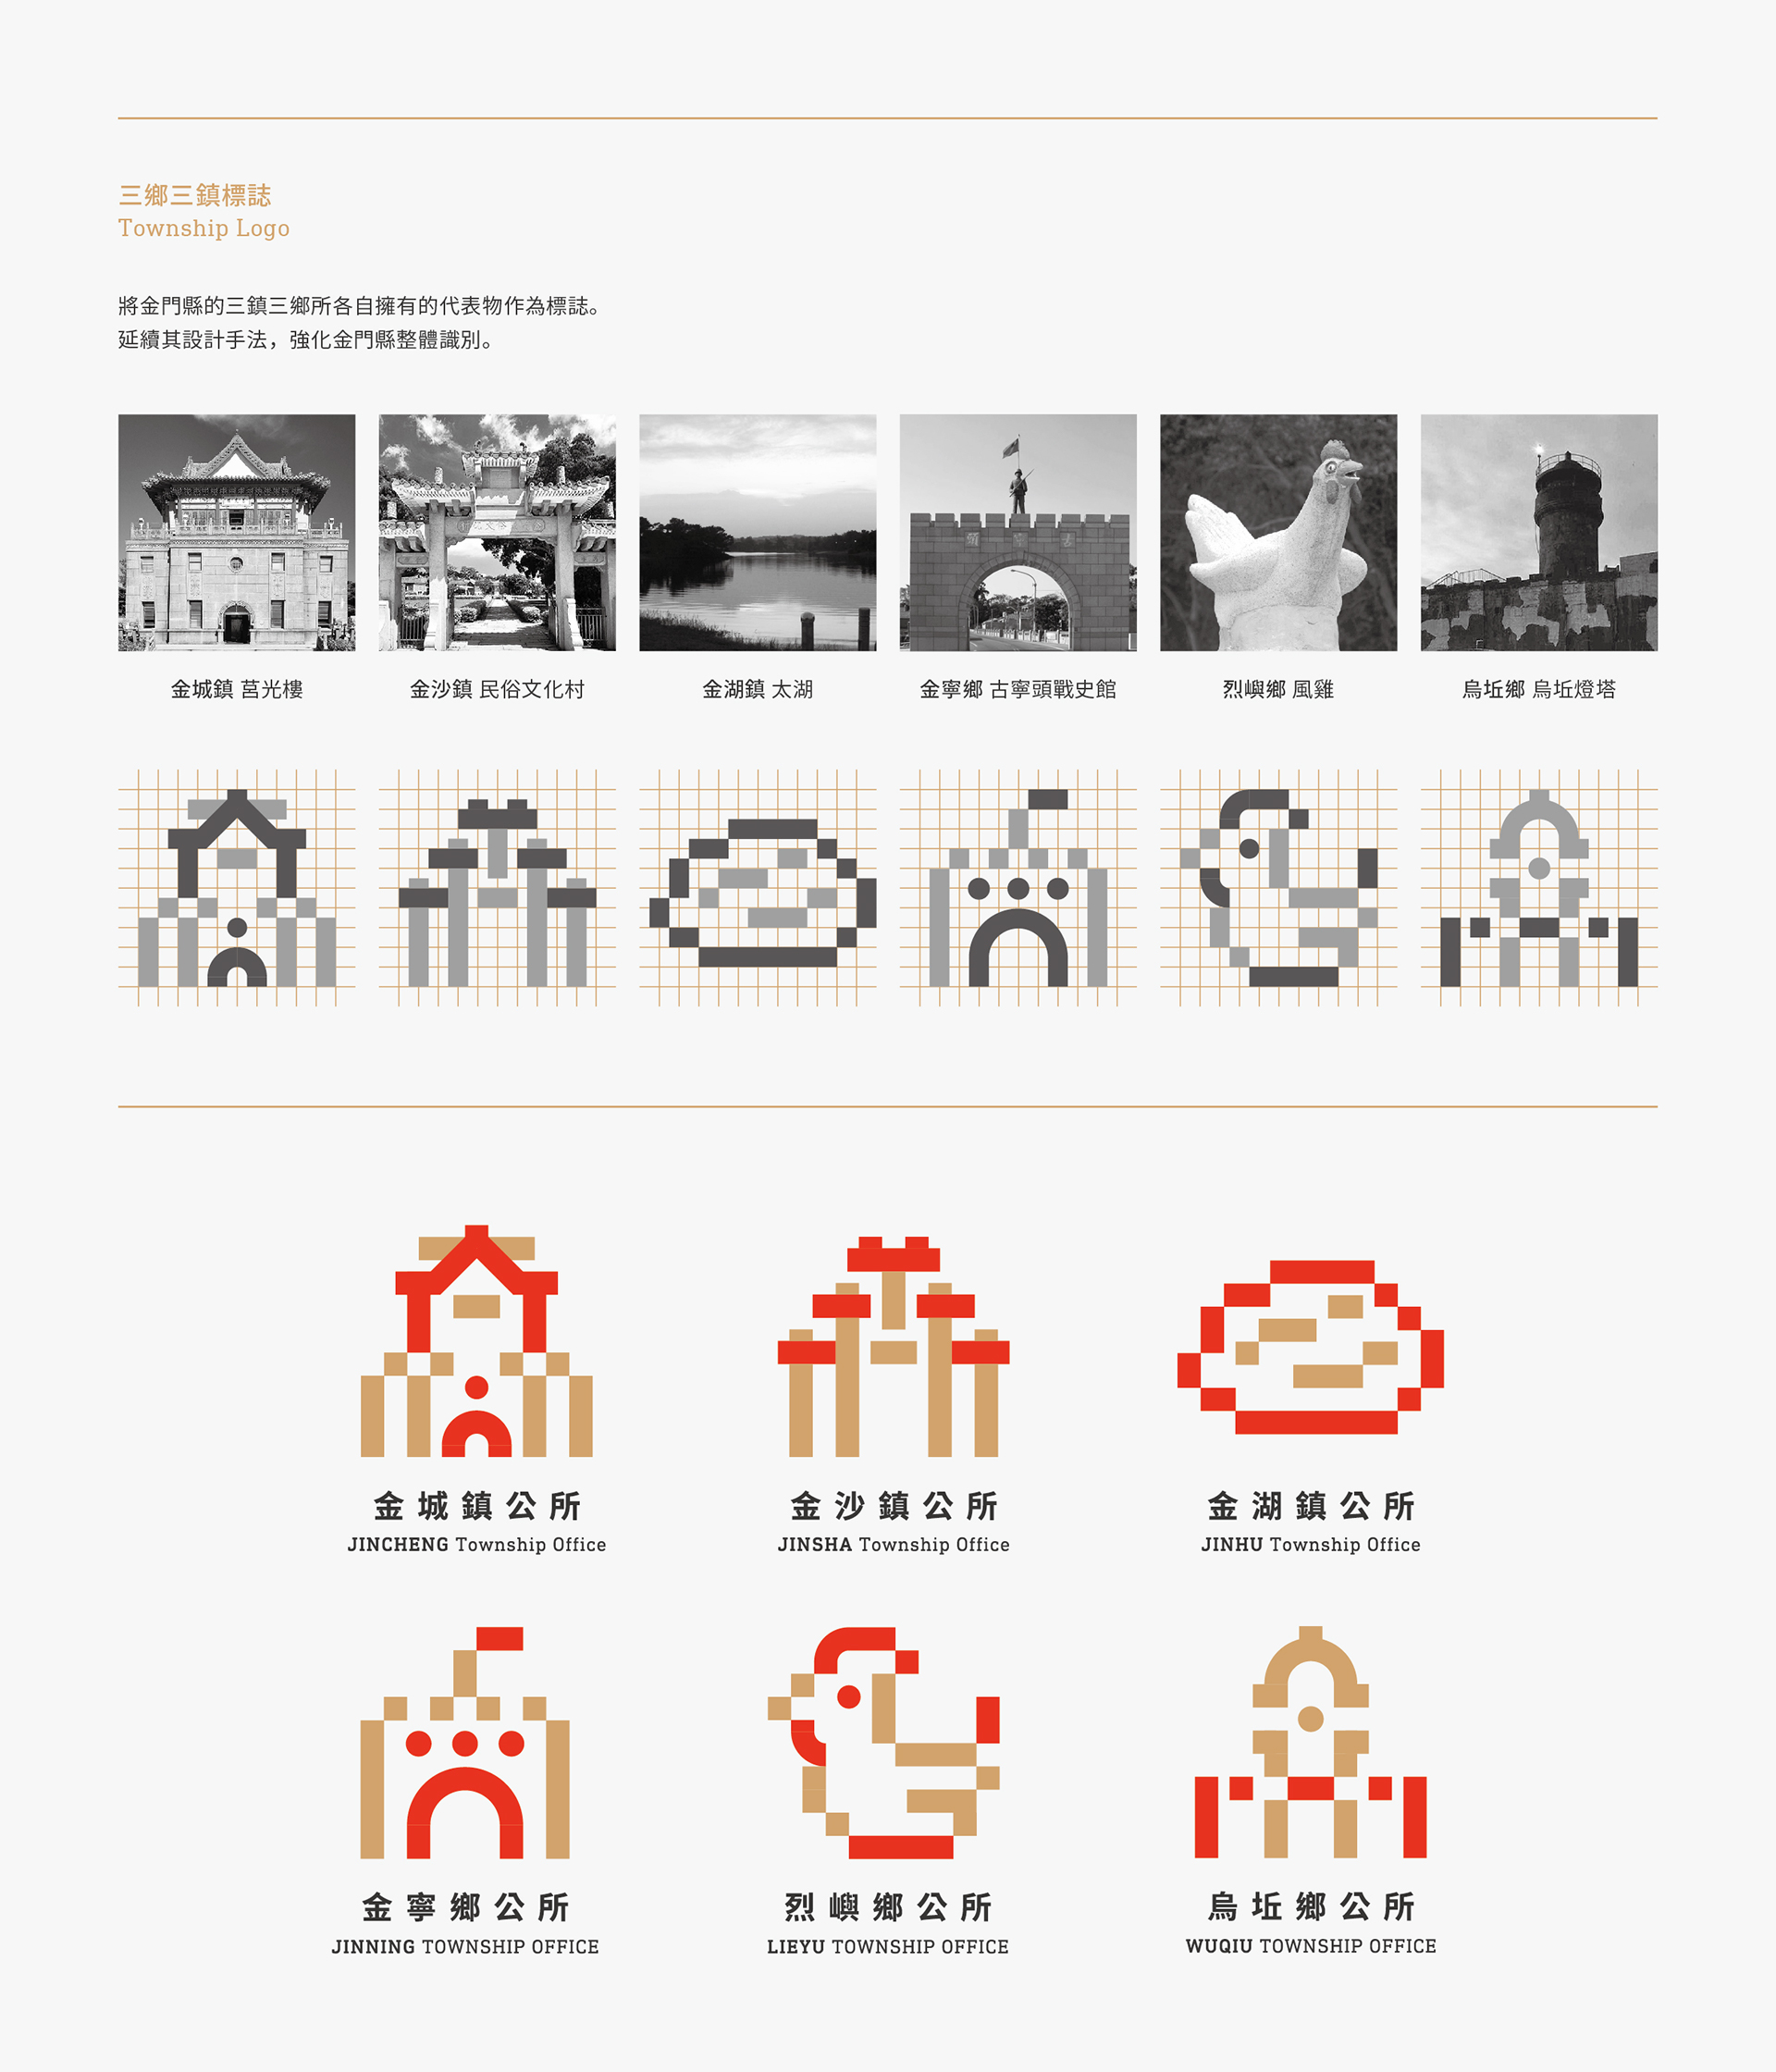 三鄉三鎮標誌
Township Logo
將金門縣的三鎮三鄉所各自擁有的代表物作為標誌。
延續其設計手法，強化金門縣整體識別。
金城鎮 莒光樓
金沙鎮 民俗文化村
金湖鎮 太湖
金寧鄉 古寧頭戰史館
烈嶼鄉 風雞
烏坵鄉 烏坵燈塔
金城鎮公所
JINCHENG Township Office
金沙鎮公所
JINSHA Township Office
金湖鎮公所
JINHU Township Office
金寧鄉公所
JINNING TOWNSHIP OFFICE
烈嶼鄉公所
LIEYU TOWNSHIP OFFICE
烏坵鄉公所
WUQIU TOWNSHIP OFFICE